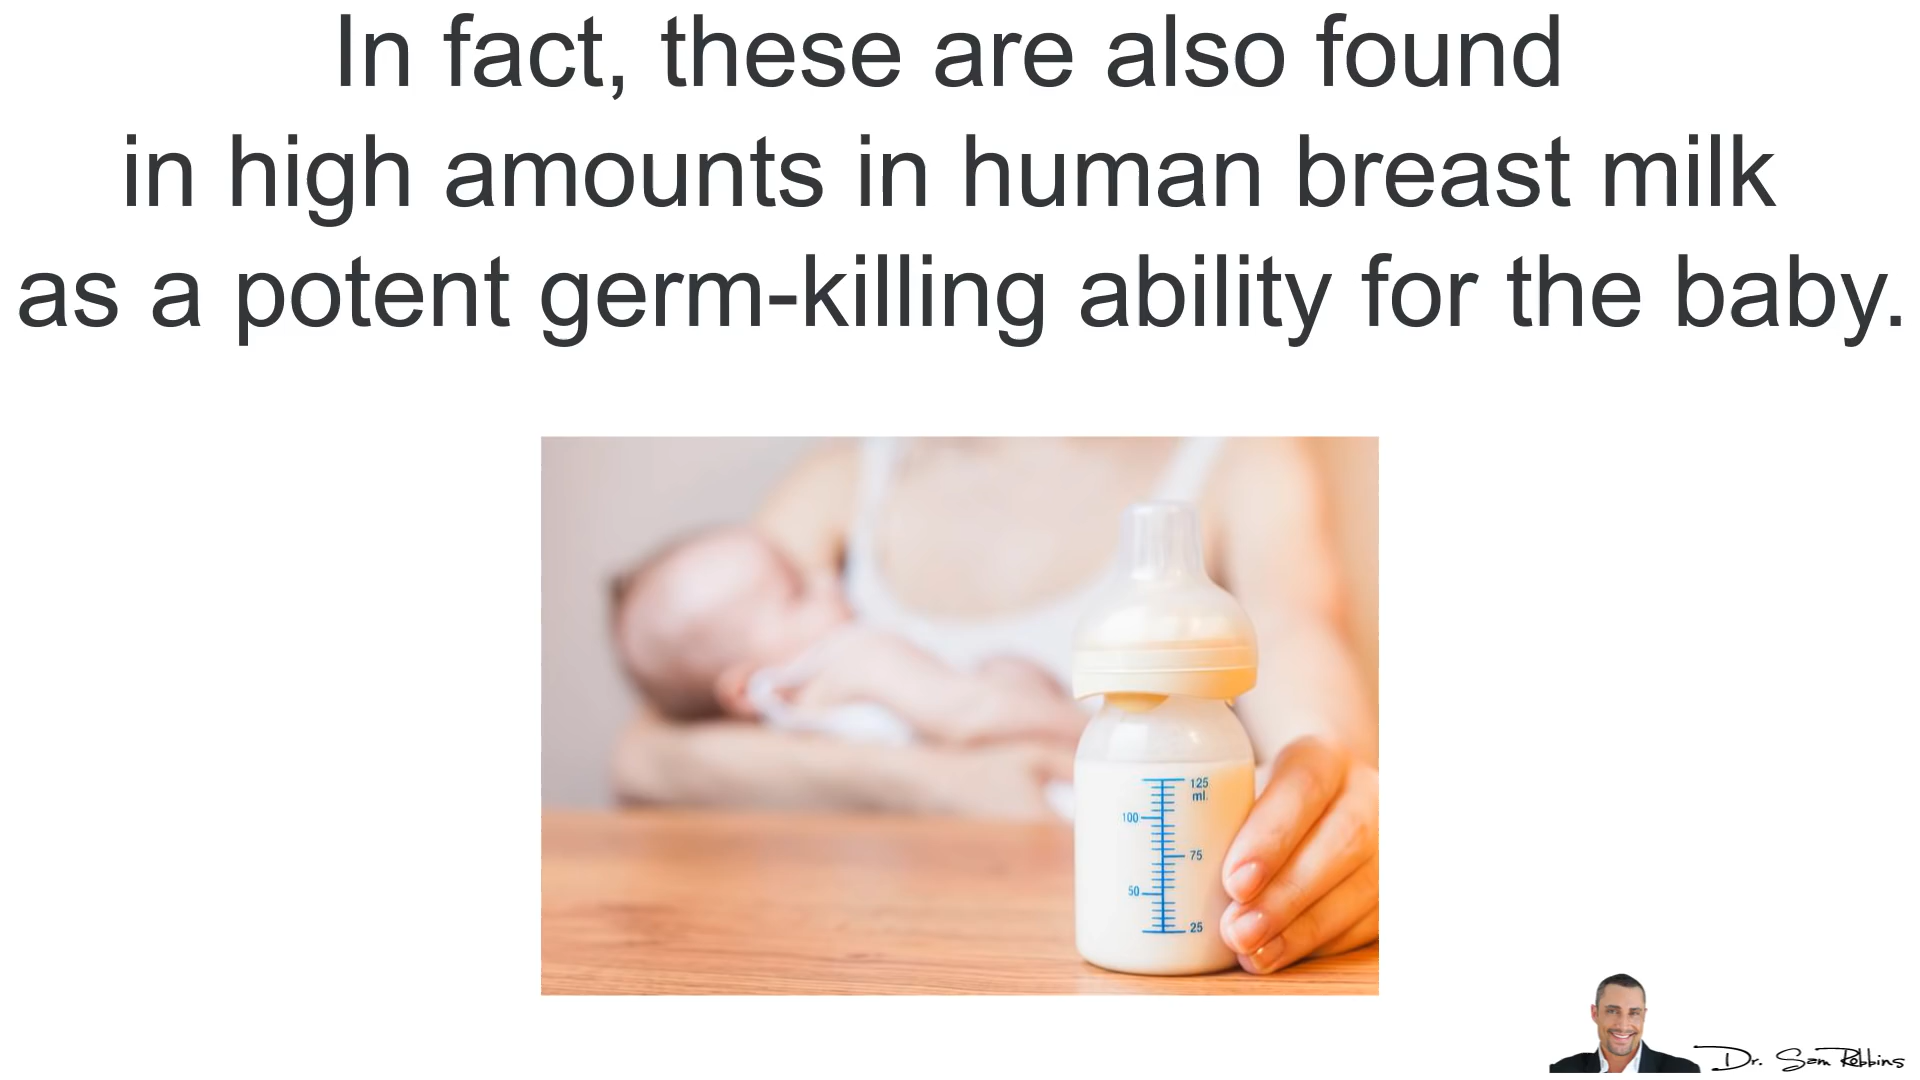 In fact, these are also found
in high amounts in human breast milk
as a potent germ-killing ability for the baby.
125
ml.
100
75
50
25
Dr. Sam Robbins